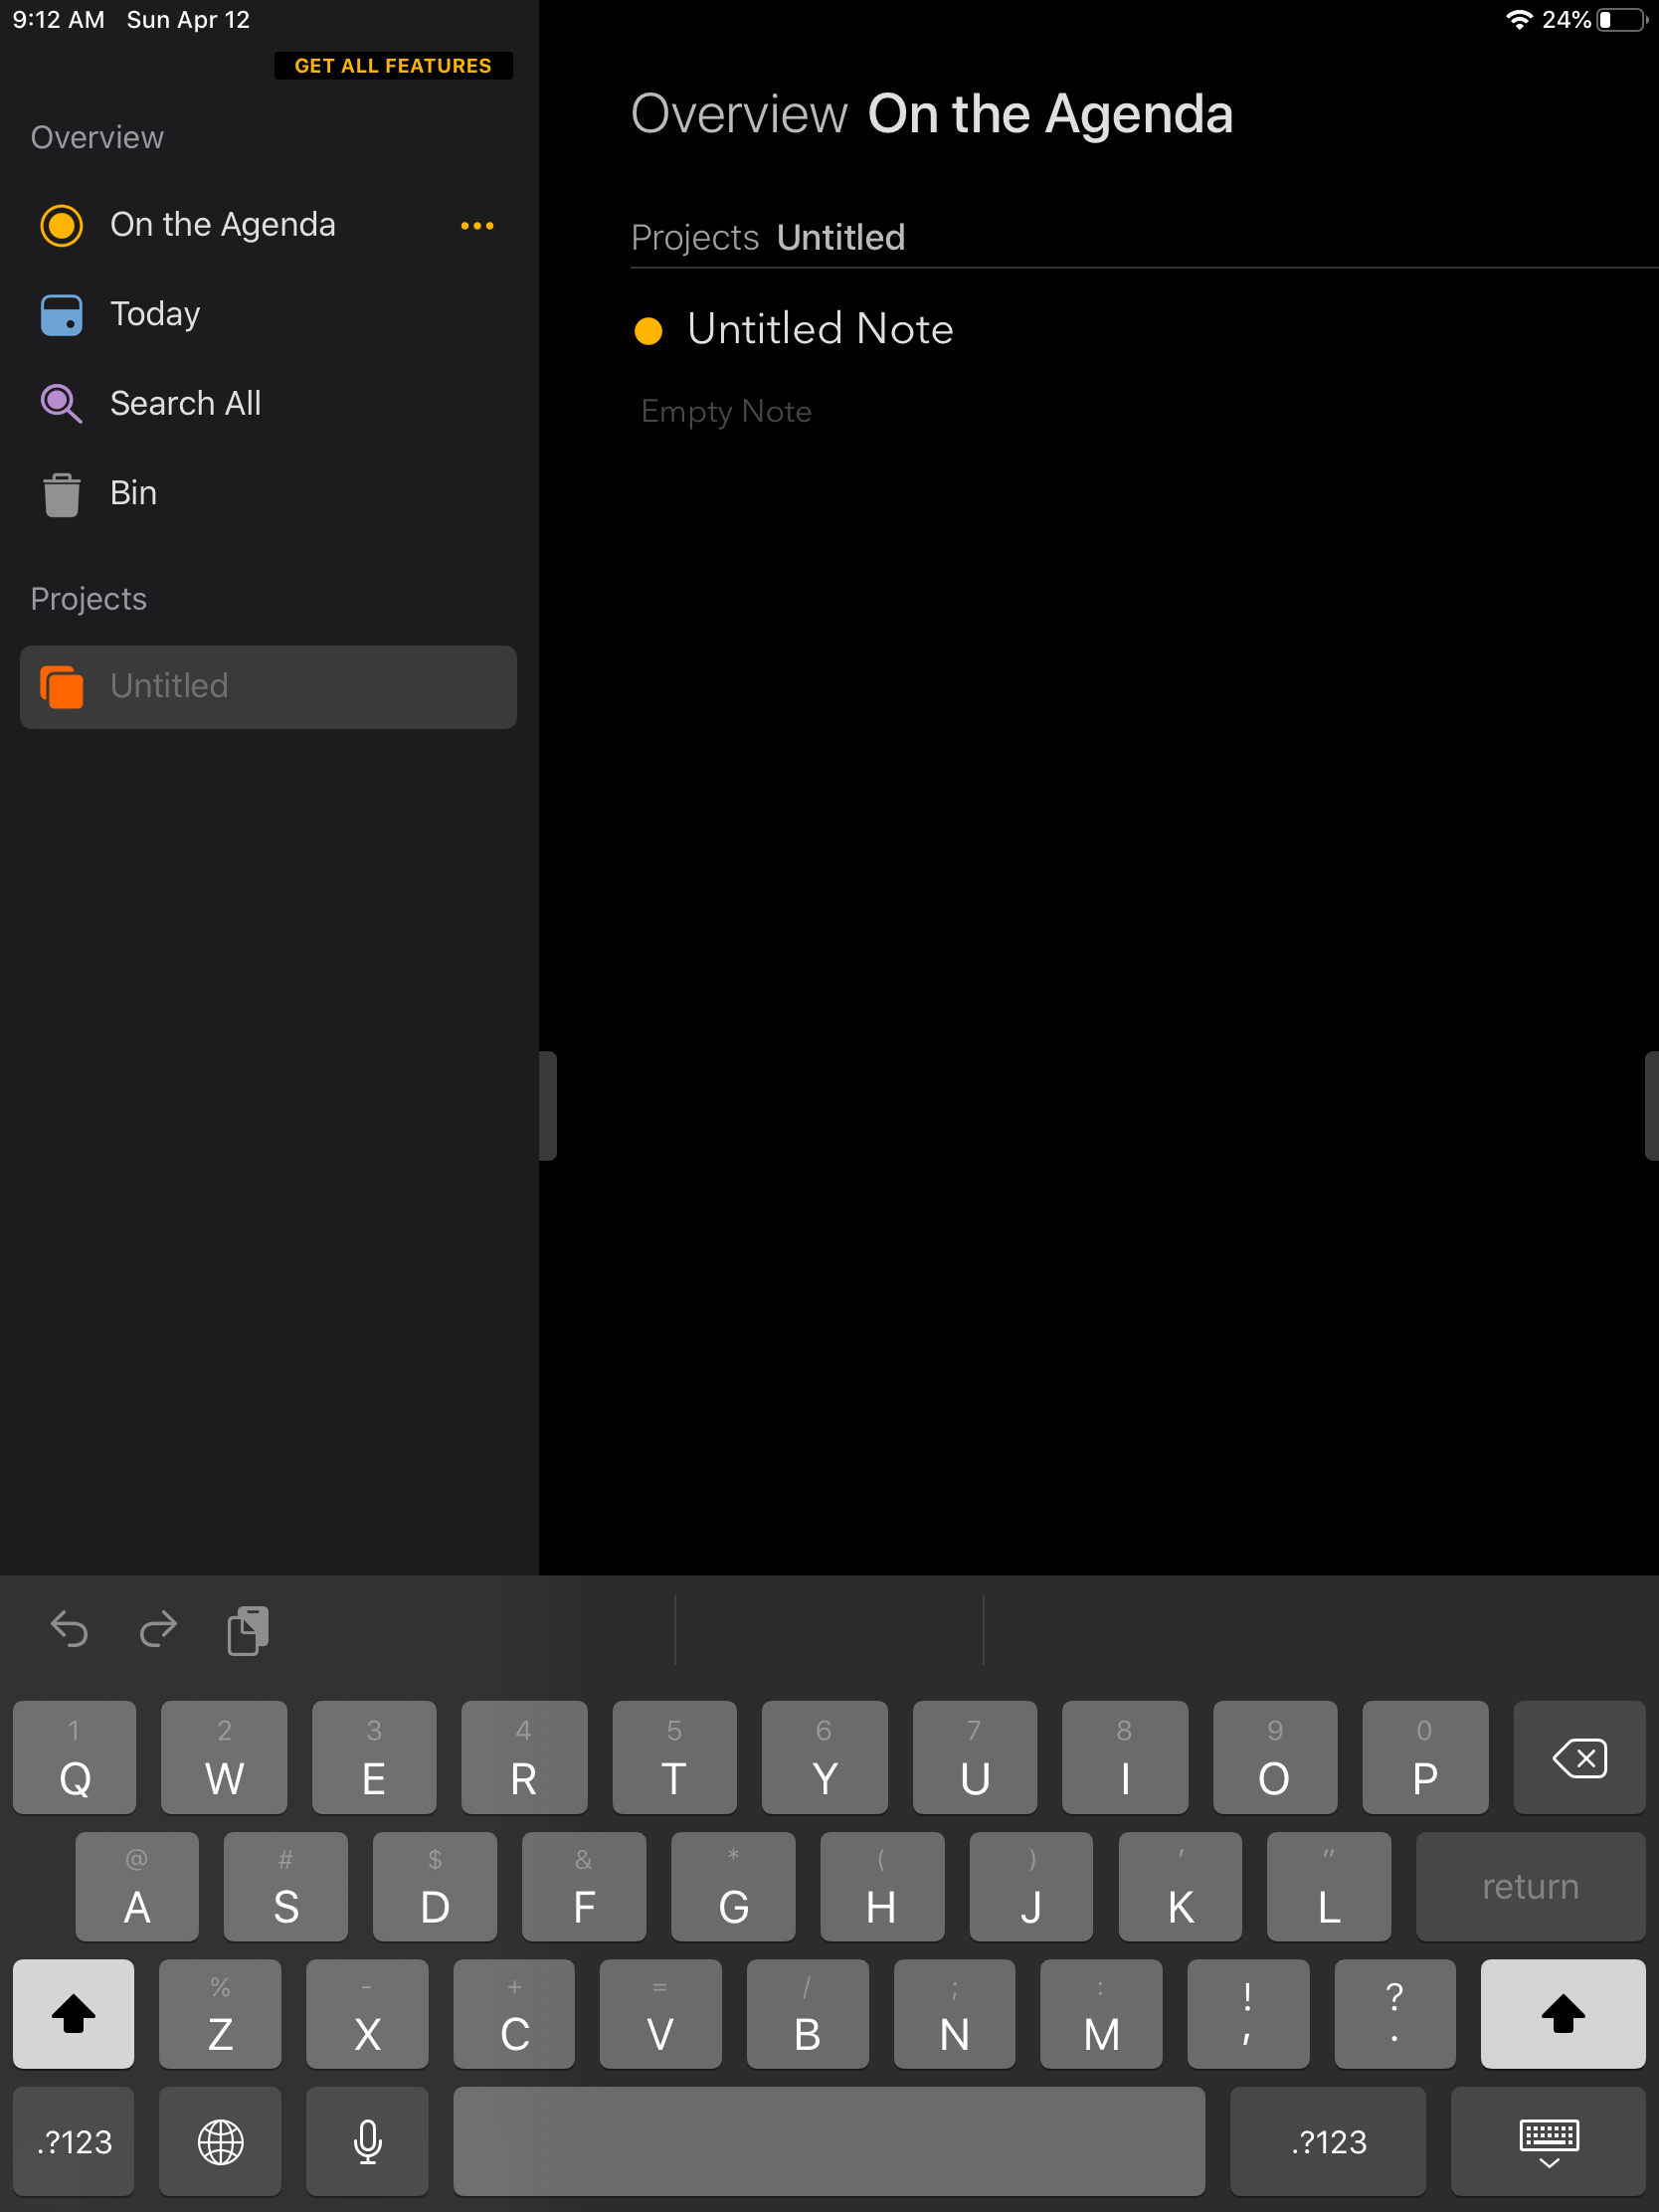 9:12 AM Sun Apr 12 24%
GET ALL FEATURES
Overview
On the Agenda
Today
Search All
Bin
Projects
Untitled
Overview On the Agenda
Projects Untitled
Untitled Note
Empty Note
1 2 3 4 5 6 7 8 9 0
Q W E R T Y U I O P
@ # $ & * ( ) ' "
A S D F G H J K L return
% - + = / ; : ! ?
Z X C V B N M , .
.?123 .?123